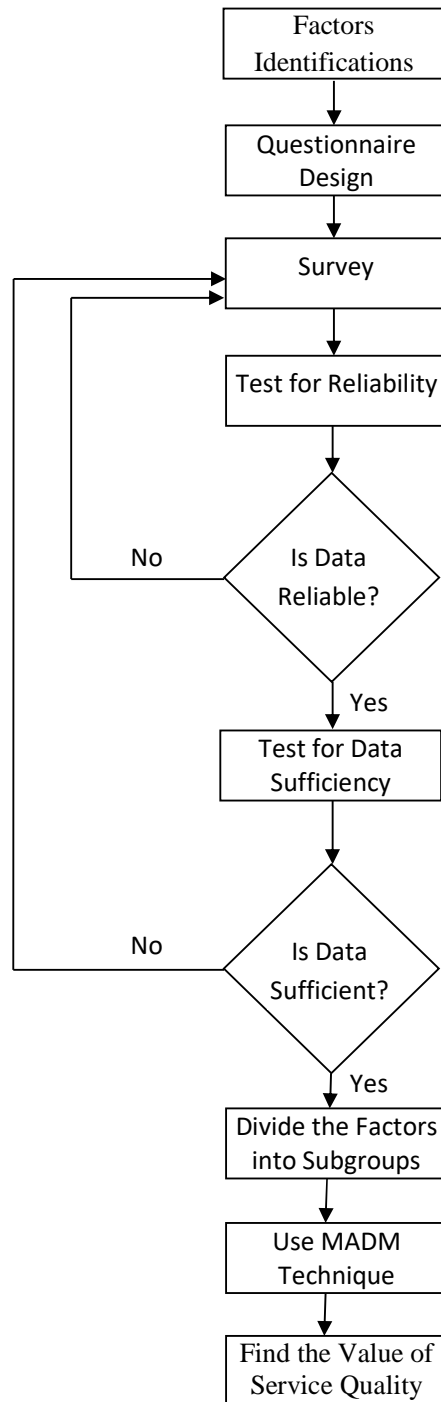 Factors
Identifications
Questionnaire
Design
Survey
Test for Reliability
No
Is Data
Reliable?
Yes
Test for Data
Sufficiency
No
Is Data
Sufficient?
Yes
Divide the Factors
into Subgroups
Use MADM
Technique
Find the Value of
Service Quality